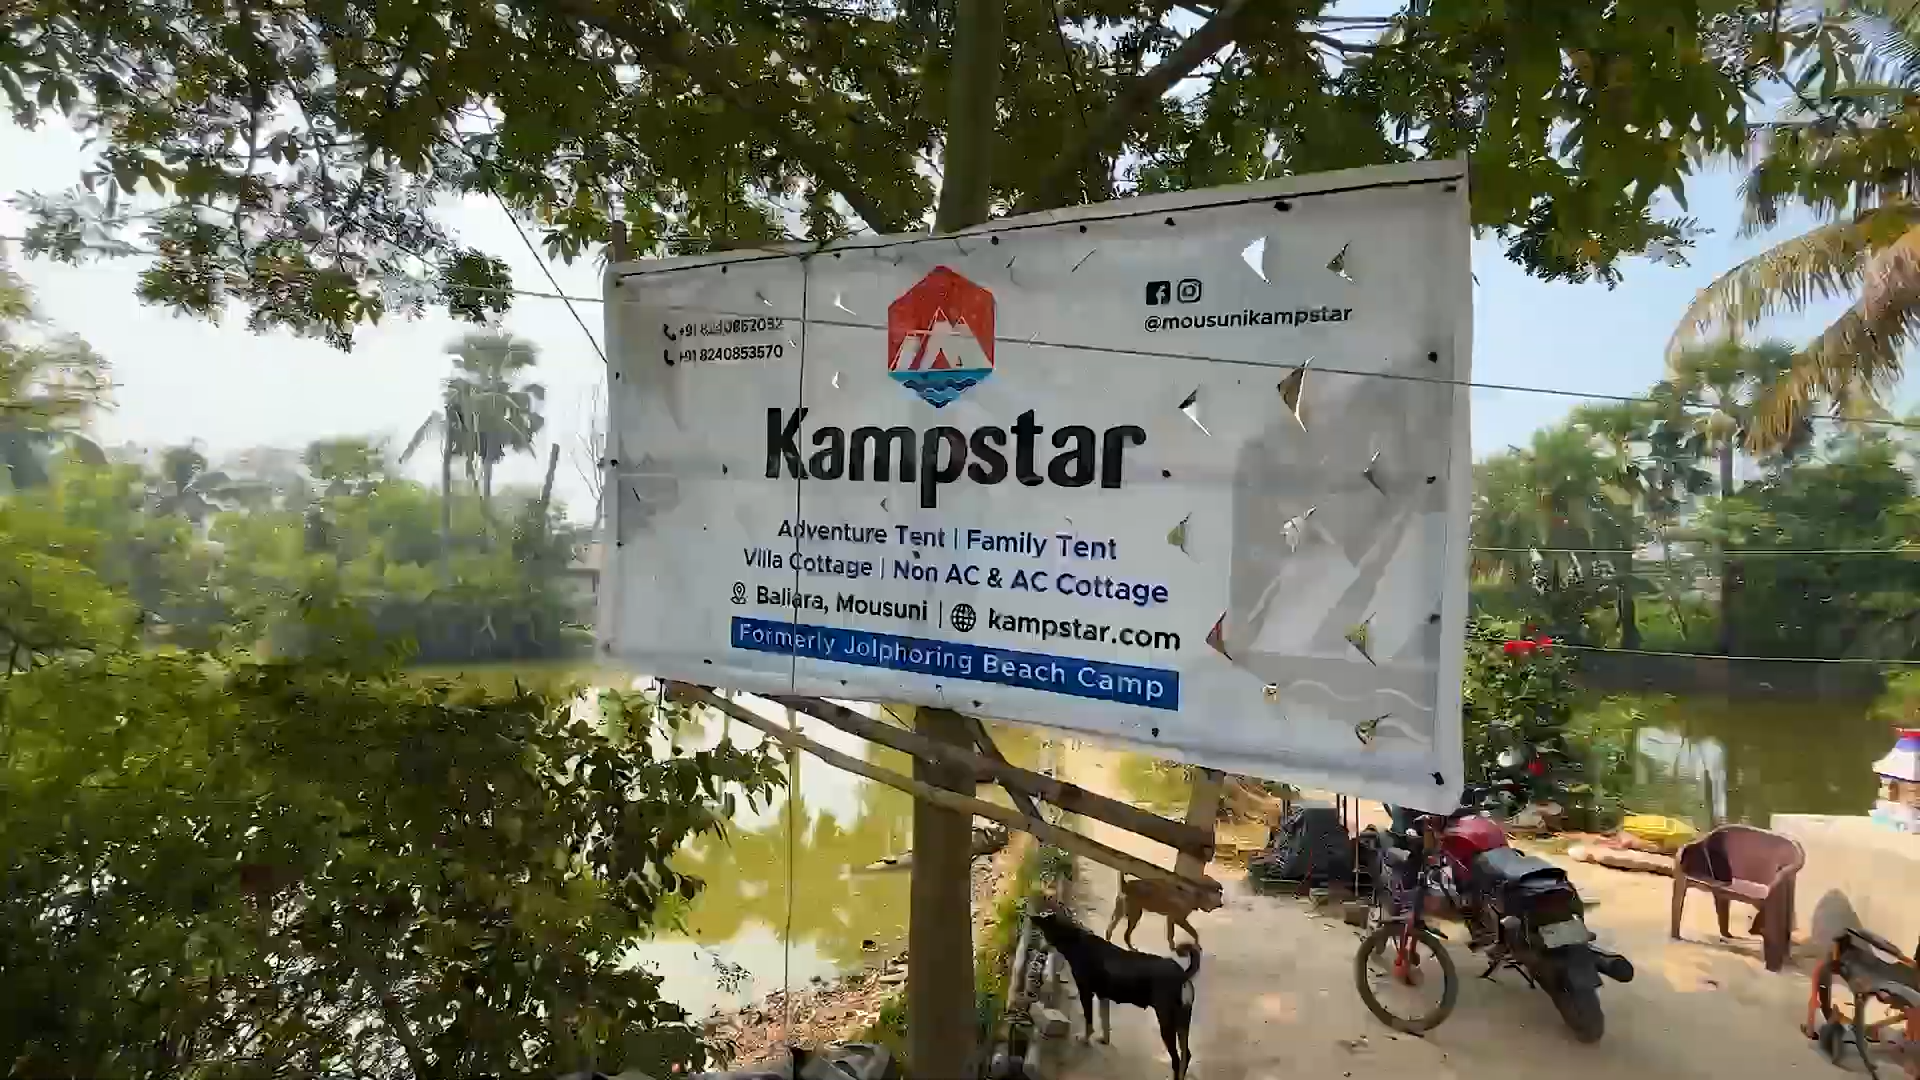 +91 8240853570
@mousunikampstar
Kampstar
Adventure Tent | Family Tent
Villa Cottage | Non AC & AC Cottage
Baliara, Mousuni | kampstar.com
Formerly Jolphoring Beach Camp